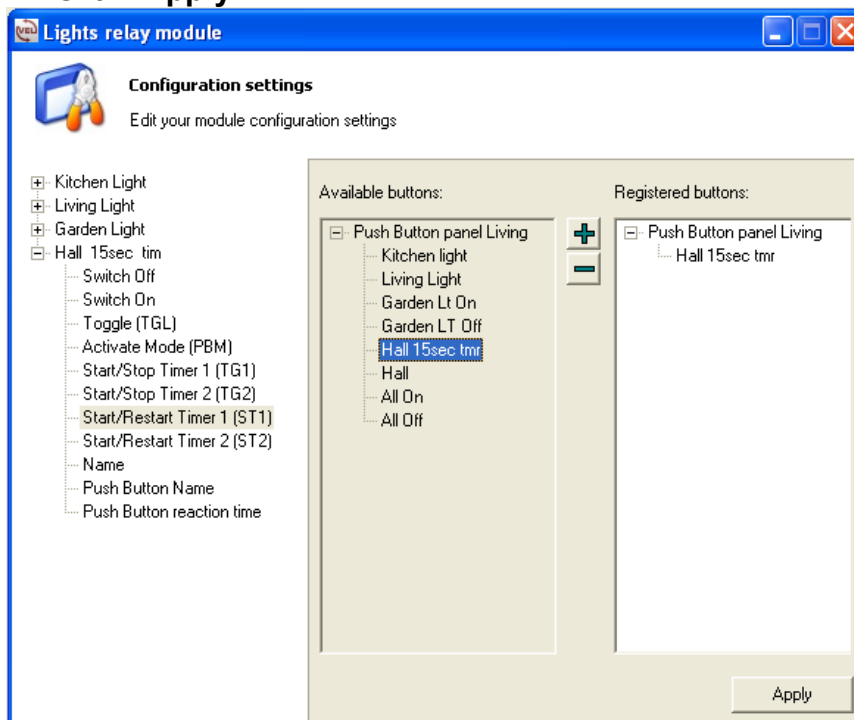 Lights relay module
Configuration settings
Edit your module configuration settings
Kitchen Light
Living Light
Garden Light
Hall 15sec tim
Switch Off
Switch On
Toggle (TGL)
Activate Mode (PBM)
Start/Stop Timer 1 (TG1)
Start/Stop Timer 2 (TG2)
Start/Restart Timer 1 (ST1)
Start/Restart Timer 2 (ST2)
Name
Push Button Name
Push Button reaction time
Available buttons:
Push Button panel Living
Kitchen light
Living Light
Garden Lt On
Garden LT Off
Hall 15sec tmr
Hall
All On
All Off
Registered buttons:
Push Button panel Living
Hall 15sec tmr
Apply